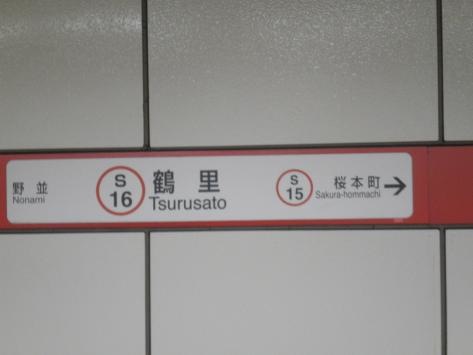 野並
Nonami
S
16
鶴里
Tsurusato
S
15
桜本町
Sakura-hommachi